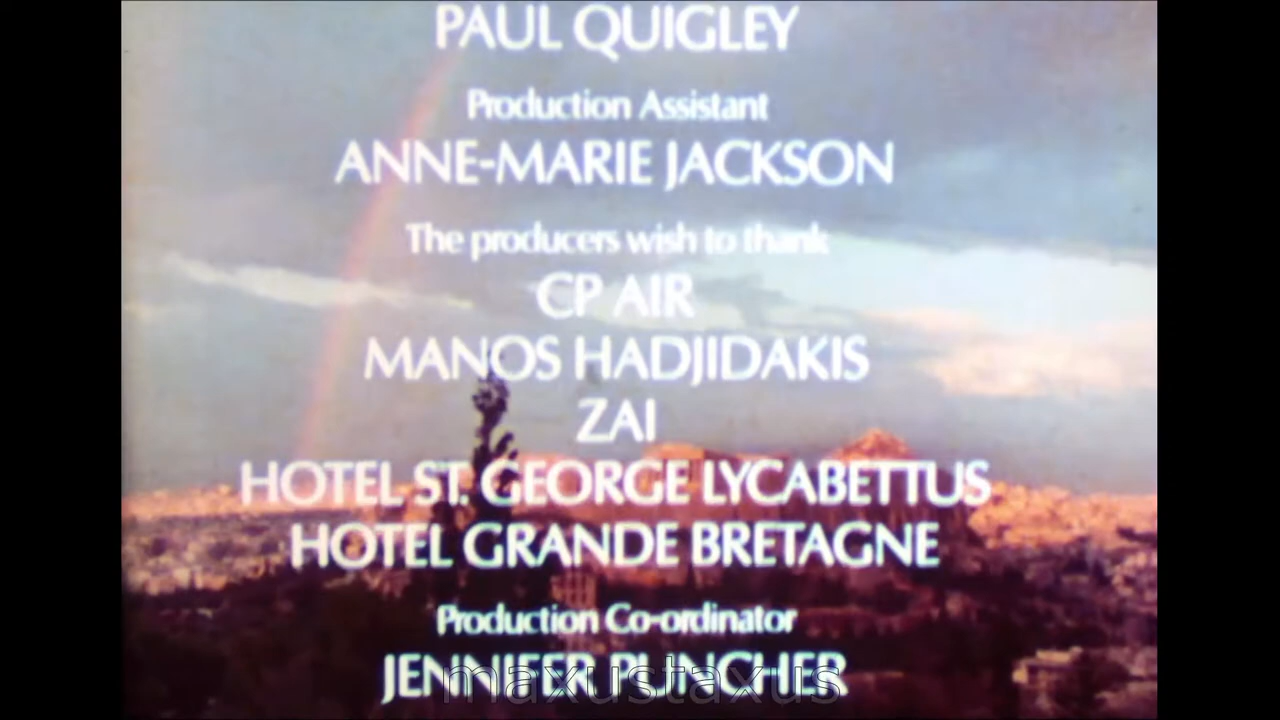 PAUL QUIGLEY
Production Assistant
ANNE-MARIE JACKSON
The producers wish to thank
CP AIR
MANOS HADJIDAKIS
ZAI
HOTEL ST. GEORGE LYCABETTUS
HOTEL GRANDE BRETAGNE
Production Co-ordinator
JENNIFER PUNCHER
maxustaxus